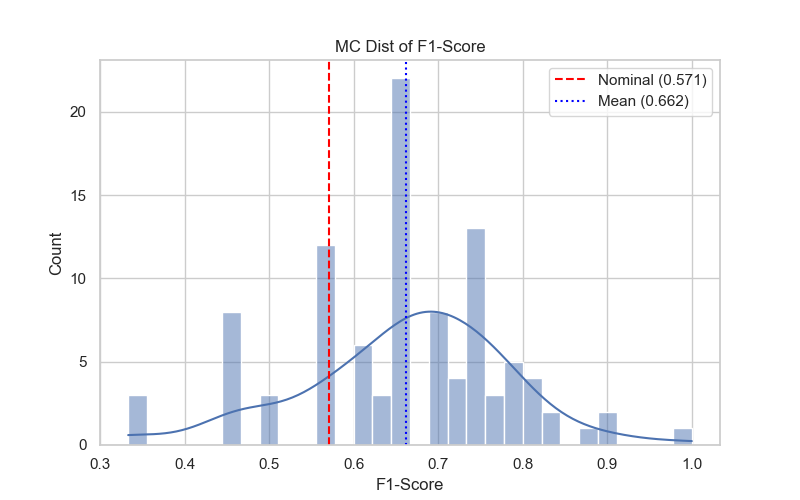 MC Dist of F1-Score
Nominal (0.571)
Mean (0.662)
Count
20
15
10
5
0
0.3 0.4 0.5 0.6 0.7 0.8 0.9 1.0
F1-Score